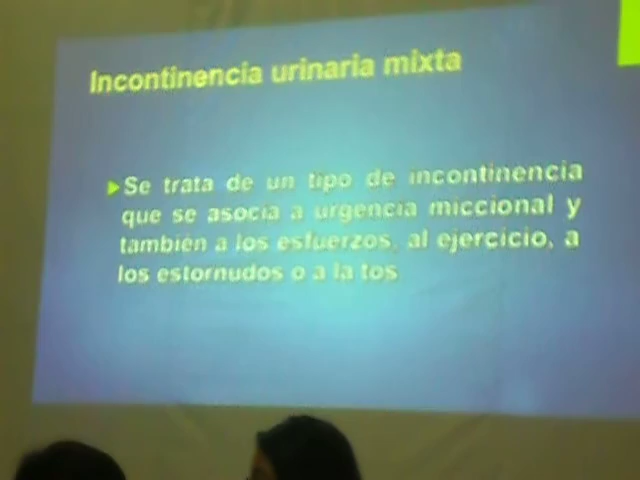 Incontinencia urinaria mixta
Se trata de un tipo de incontinencia
que se asocia a urgencia miccional y
también a los esfuerzos, al ejercicio, a
los estornudos o a la tos